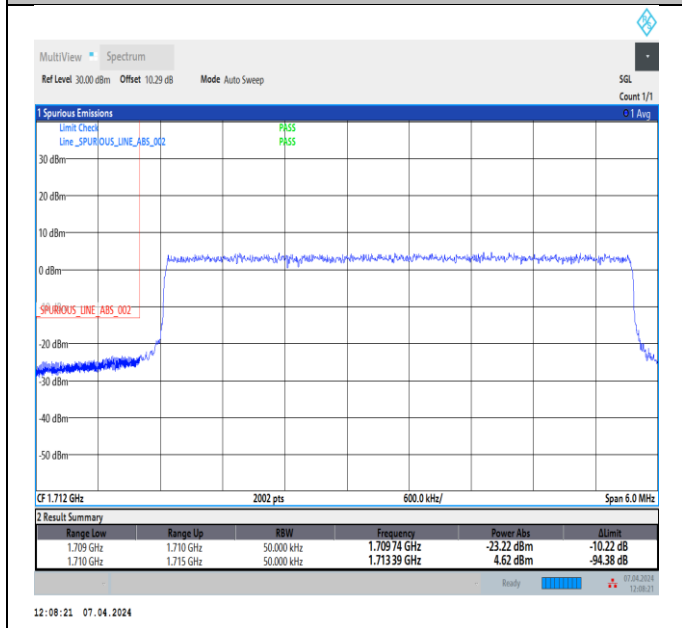 MultiView Spectrum
Ref Level 30.00 dBm Offset 10.29 dB Mode Auto Sweep SGL
Count 1/1
1 Spurious Emissions 1 Avg
Limit Check PASS
Line _SPURIOUS_LINE_ABS_002 PASS
30 dBm
20 dBm
10 dBm
0 dBm
_SPURIOUS_LINE_ABS_002
-20 dBm
-30 dBm
-40 dBm
-50 dBm
CF 1.712 GHz 2002 pts 600.0 kHz/ Span 6.0 MHz
2 Result Summary
Range Low Range Up RBW Frequency Power Abs ΔLimit
1.709 GHz 1.710 GHz 50.000 kHz 1.709 74 GHz -23.22 dBm -10.22 dB
1.710 GHz 1.715 GHz 50.000 kHz 1.713 39 GHz 4.62 dBm -94.38 dB
Ready 07.04.2024
12:08:21
12:08:21 07.04.2024